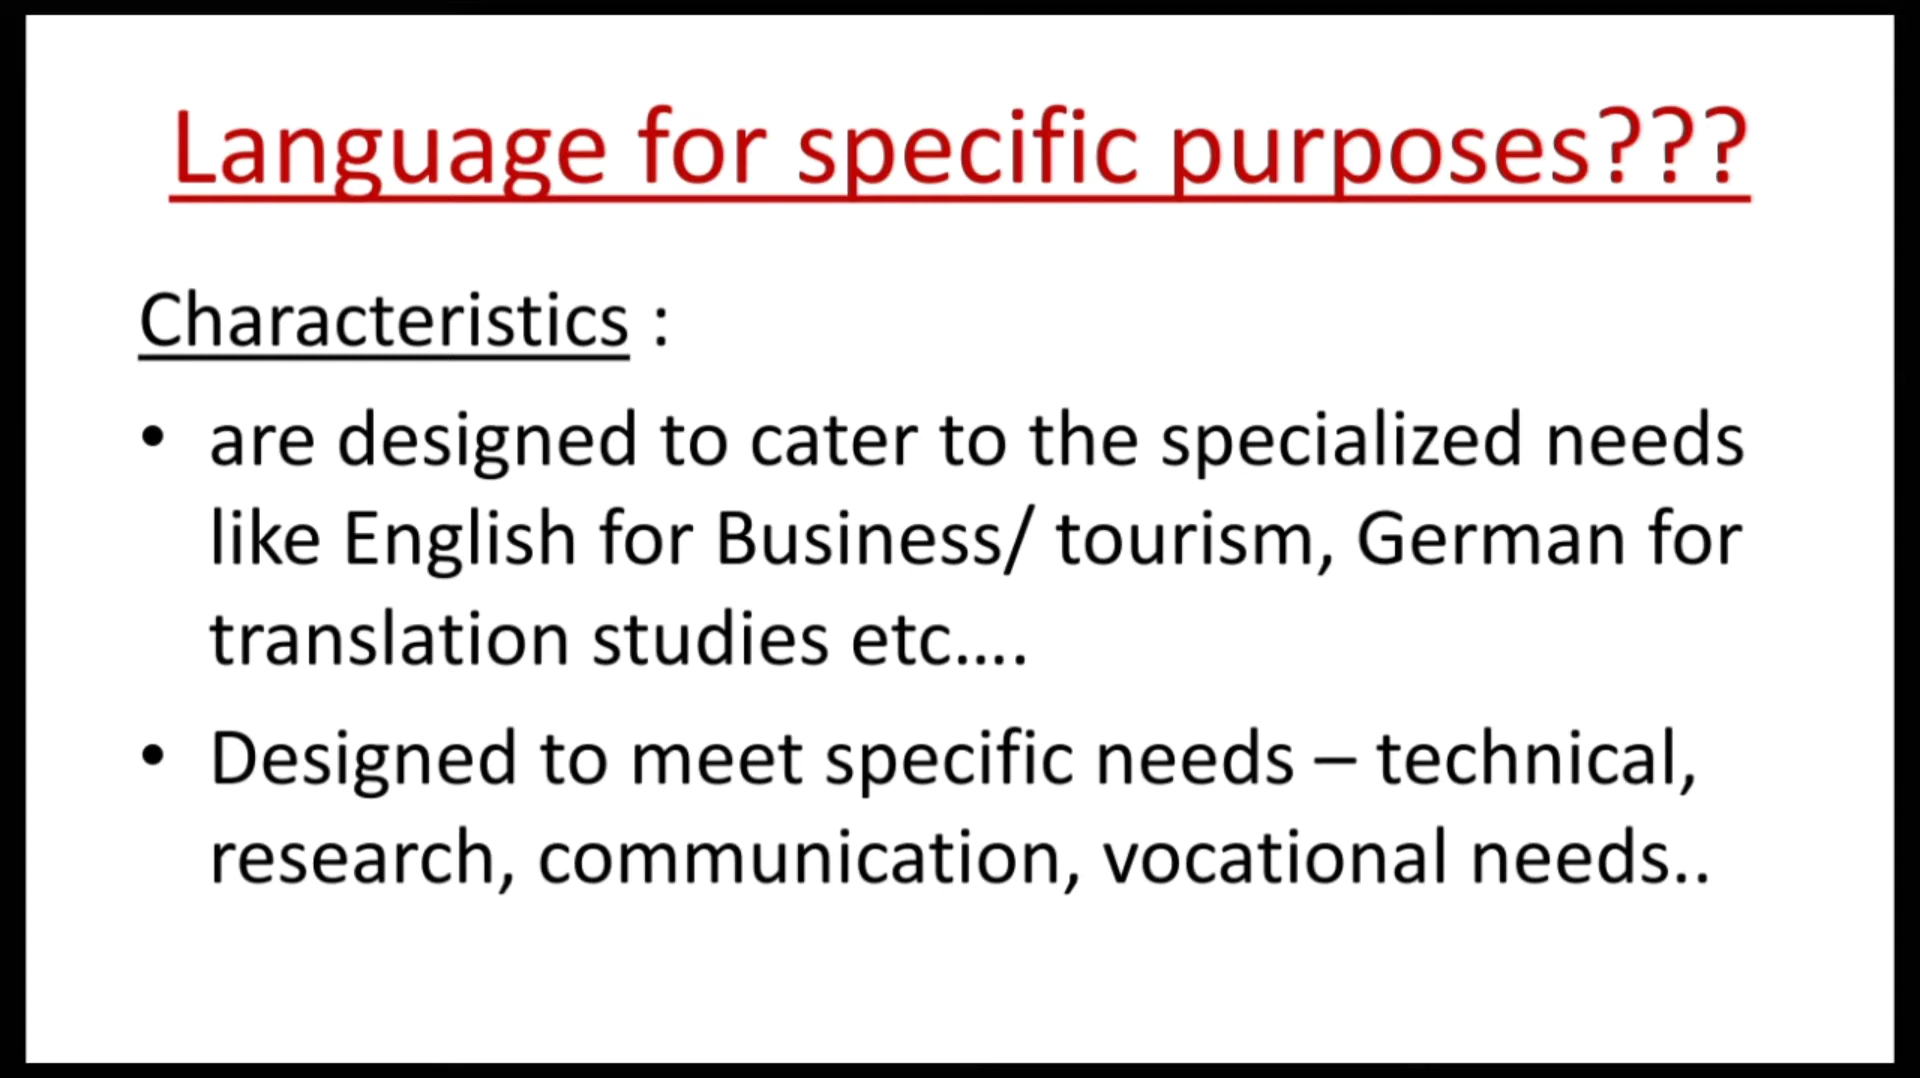 Language for specific purposes???
Characteristics :
• are designed to cater to the specialized needs
like English for Business/ tourism, German for
translation studies etc....
• Designed to meet specific needs – technical,
research, communication, vocational needs..